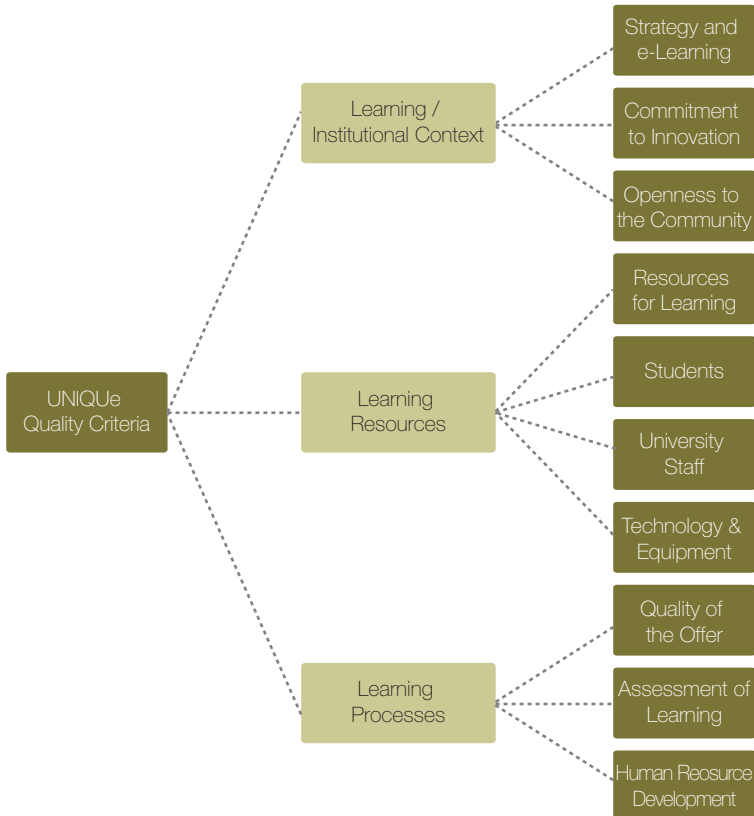 Strategy and
e-Learning
Learning /
Institutional Context
Commitment
to Innovation
Openness to
the Community
Resources
for Learning
UNIQUe
Quality Criteria
Learning
Resources
Students
University
Staff
Technology &
Equipment
Quality of
the Offer
Learning
Processes
Assessment of
Learning
Human Reosurce
Development